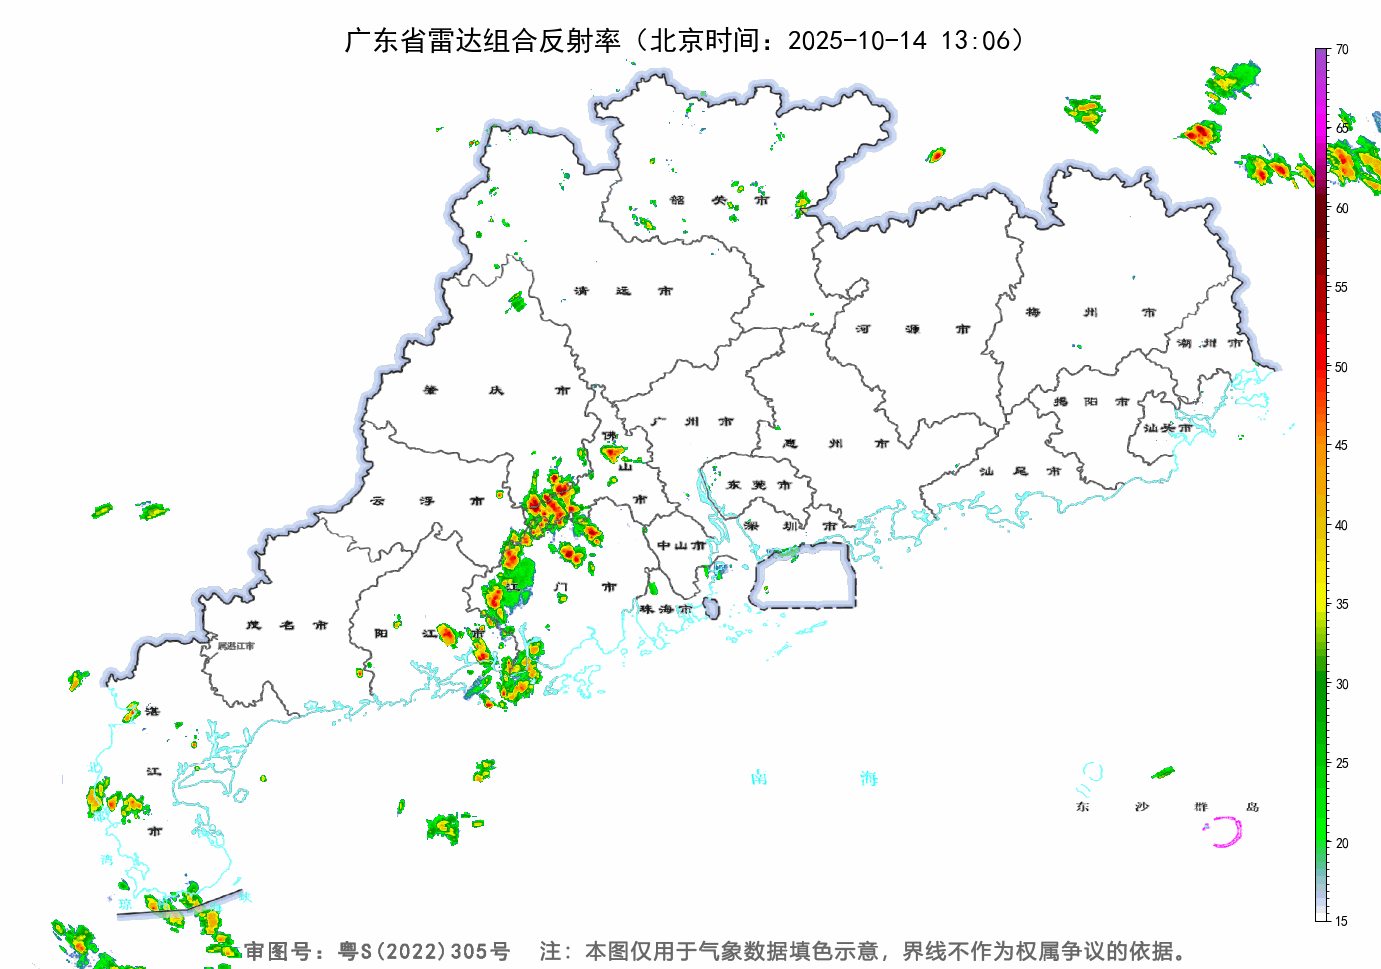 广东省雷达组合反射率（北京时间：2025-10-14 13:06）
70
65
60
55
50
45
40
35
30
25
20
15
韶关市
清远市
河源市
梅州市
潮州市
肇庆市
广州市
惠州市
揭阳市
汕头市
佛山市
云浮市
东莞市
汕尾市
深圳市
中山市
江门市
珠海市
茂名市
阳江市
属湛江市
湛江市
北
湾
琼
峡
南海
东沙群岛
审图号：粤S(2022)305号 注：本图仅用于气象数据填色示意，界线不作为权属争议的依据。